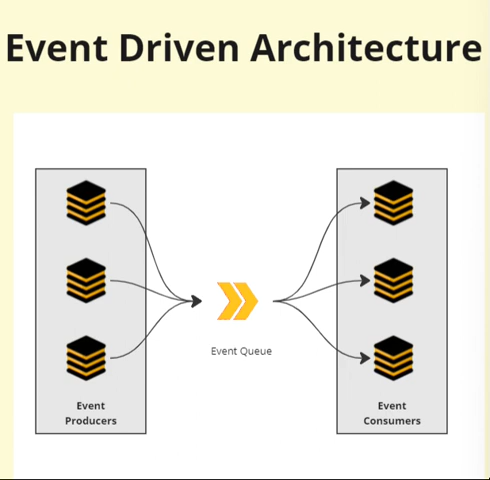 Event Driven Architecture
Event Queue
Event
Producers
Event
Consumers